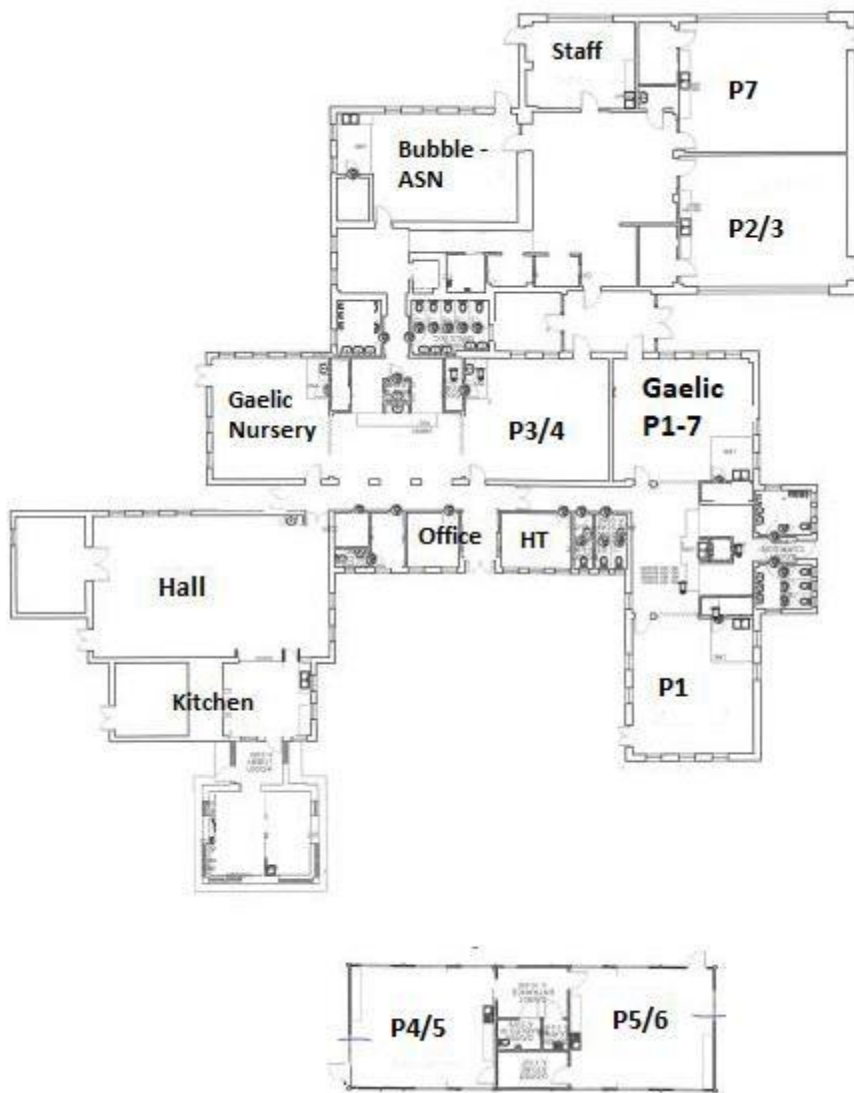 Staff
P7
Bubble -
ASN
P2/3
Gaelic
Nursery
P3/4
Gaelic
P1-7
Office
HT
Hall
P1
Kitchen
P4/5
P5/6